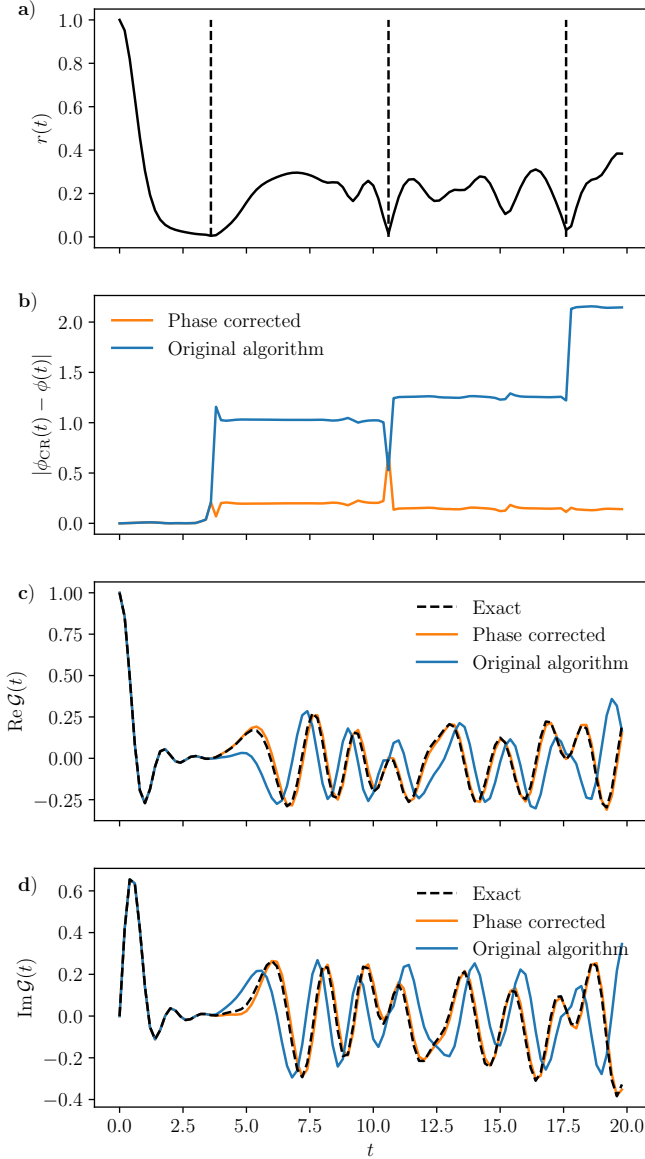 a)
1.0
0.8
0.6
0.4
0.2
0.0
r(t)
b)
2.0
1.5
1.0
0.5
0.0
|ϕCR(t) − ϕ(t)|
Phase corrected
Original algorithm
c)
1.00
0.75
0.50
0.25
0.00
−0.25
Re 𝒢(t)
Exact
Phase corrected
Original algorithm
d)
0.6
0.4
0.2
0.0
−0.2
−0.4
Im 𝒢(t)
Exact
Phase corrected
Original algorithm
0.0 2.5 5.0 7.5 10.0 12.5 15.0 17.5 20.0
t